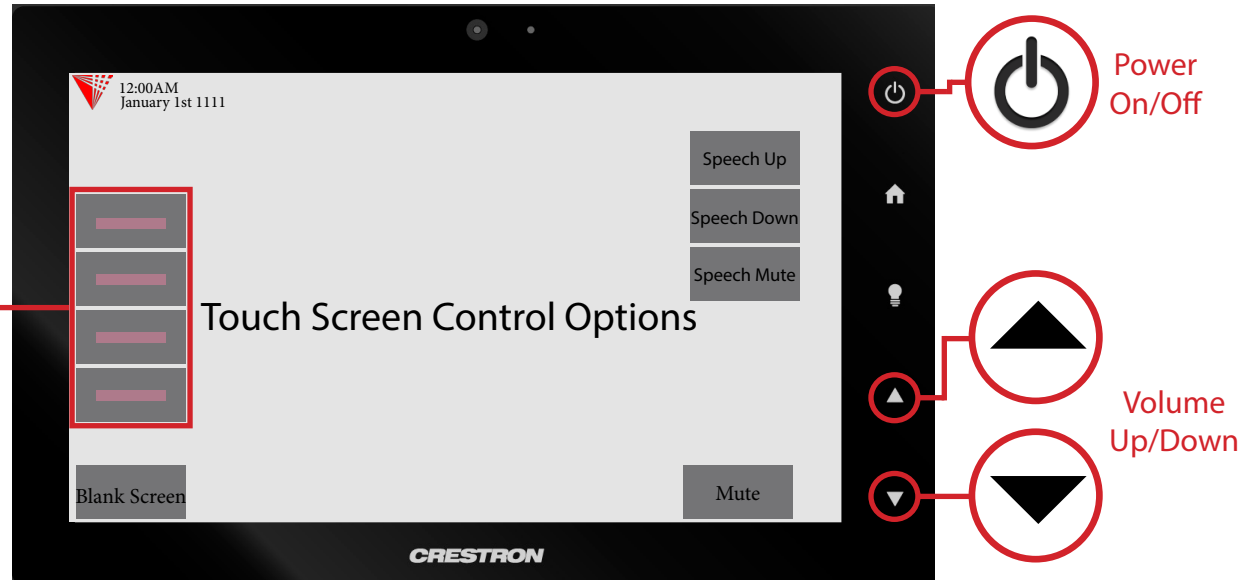 12:00AM
January 1st 1111
Power
On/Off
Speech Up
Speech Down
Speech Mute
Touch Screen Control Options
Volume
Up/Down
Blank Screen
Mute
CRESTRON